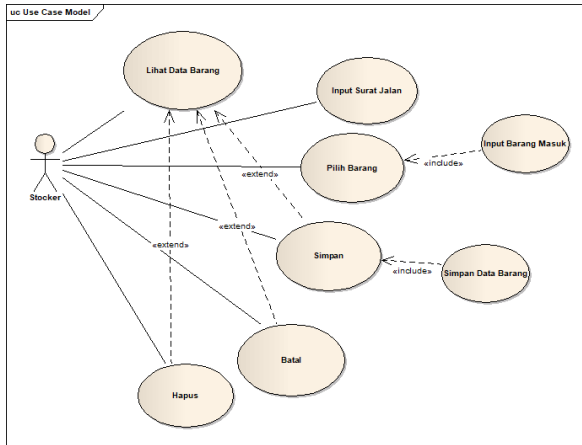 uc Use Case Model
Lihat Data Barang
Input Surat Jalan
Input Barang Masuk
«include»
Pilih Barang
«extend»
Stocker
«extend»
«extend»
Simpan
«include»
Simpan Data Barang
Batal
Hapus